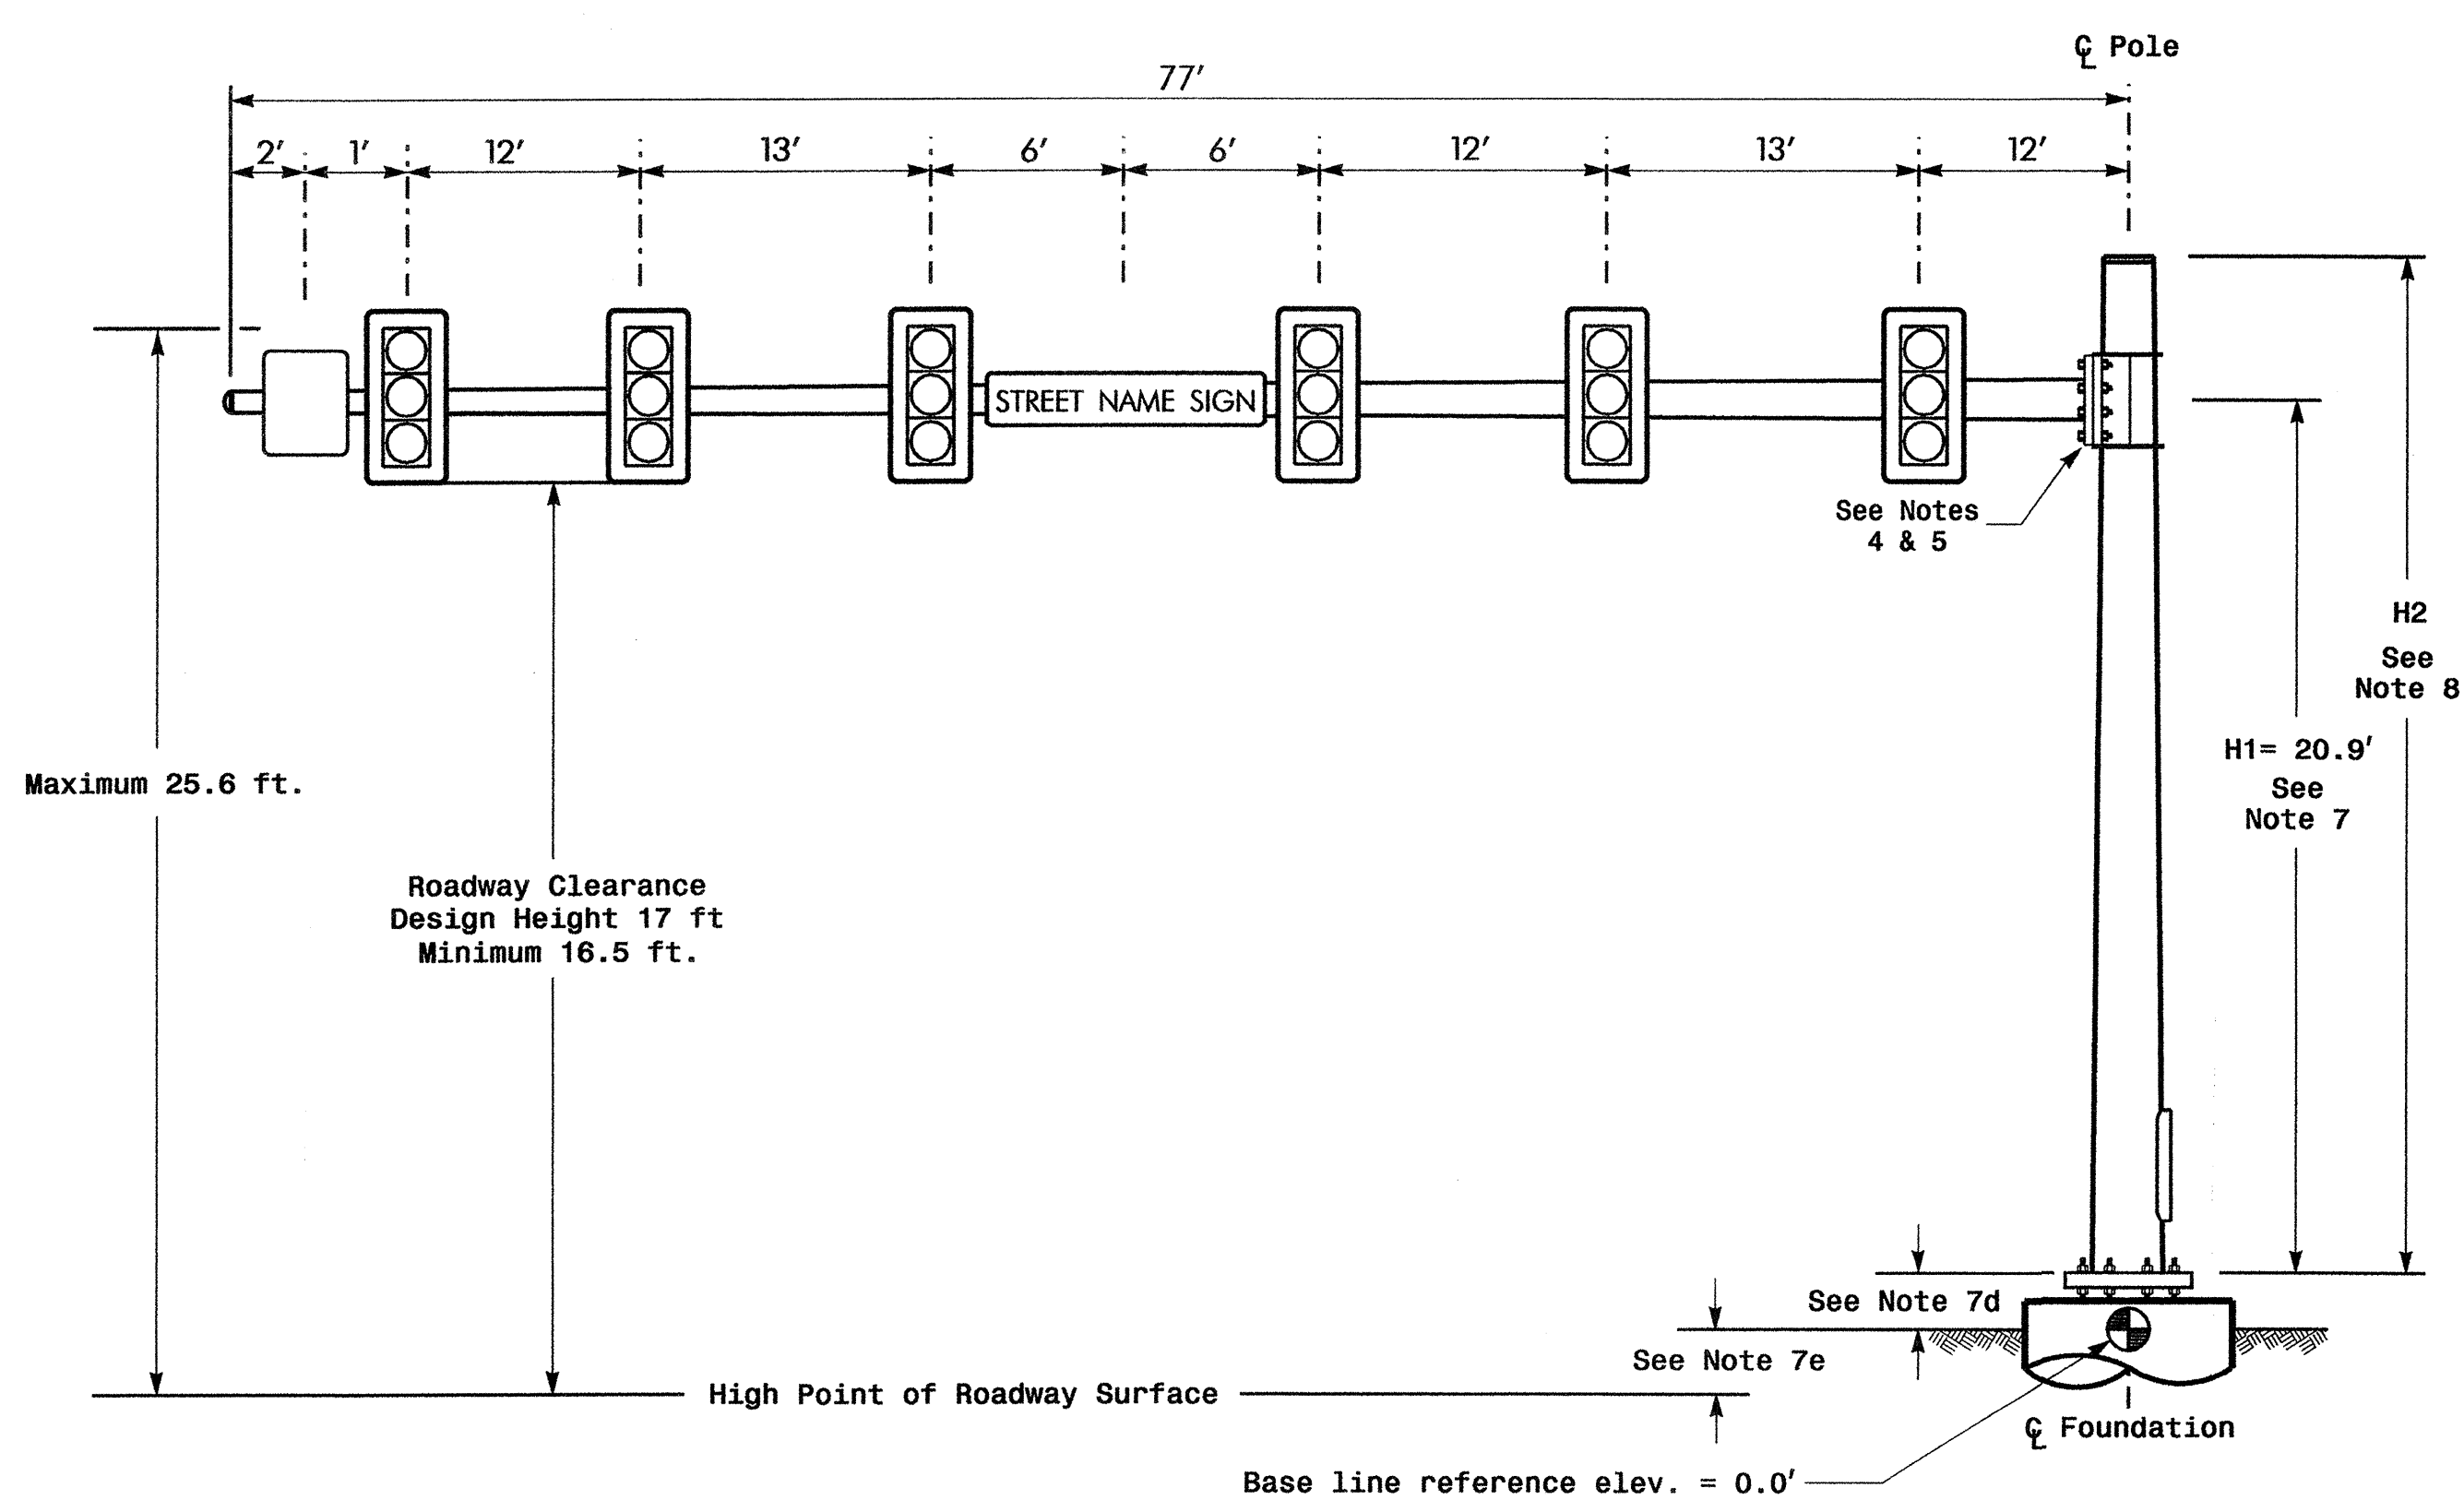 ℄ Pole
77'
2'
1'
12'
13'
6'
6'
12'
13'
12'
STREET NAME SIGN
See Notes
4 & 5
H2
See
Note 8
H1= 20.9'
See
Note 7
Maximum 25.6 ft.
Roadway Clearance
Design Height 17 ft
Minimum 16.5 ft.
See Note 7d
See Note 7e
High Point of Roadway Surface
℄ Foundation
Base line reference elev. = 0.0'